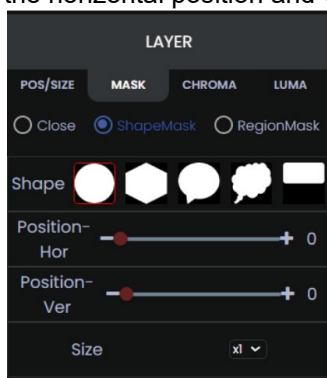 the horizontal position and
LAYER
POS/SIZE MASK CHROMA LUMA
Close ShapeMask RegionMask
Shape
Position-
Hor
0
Position-
Ver
0
Size x1